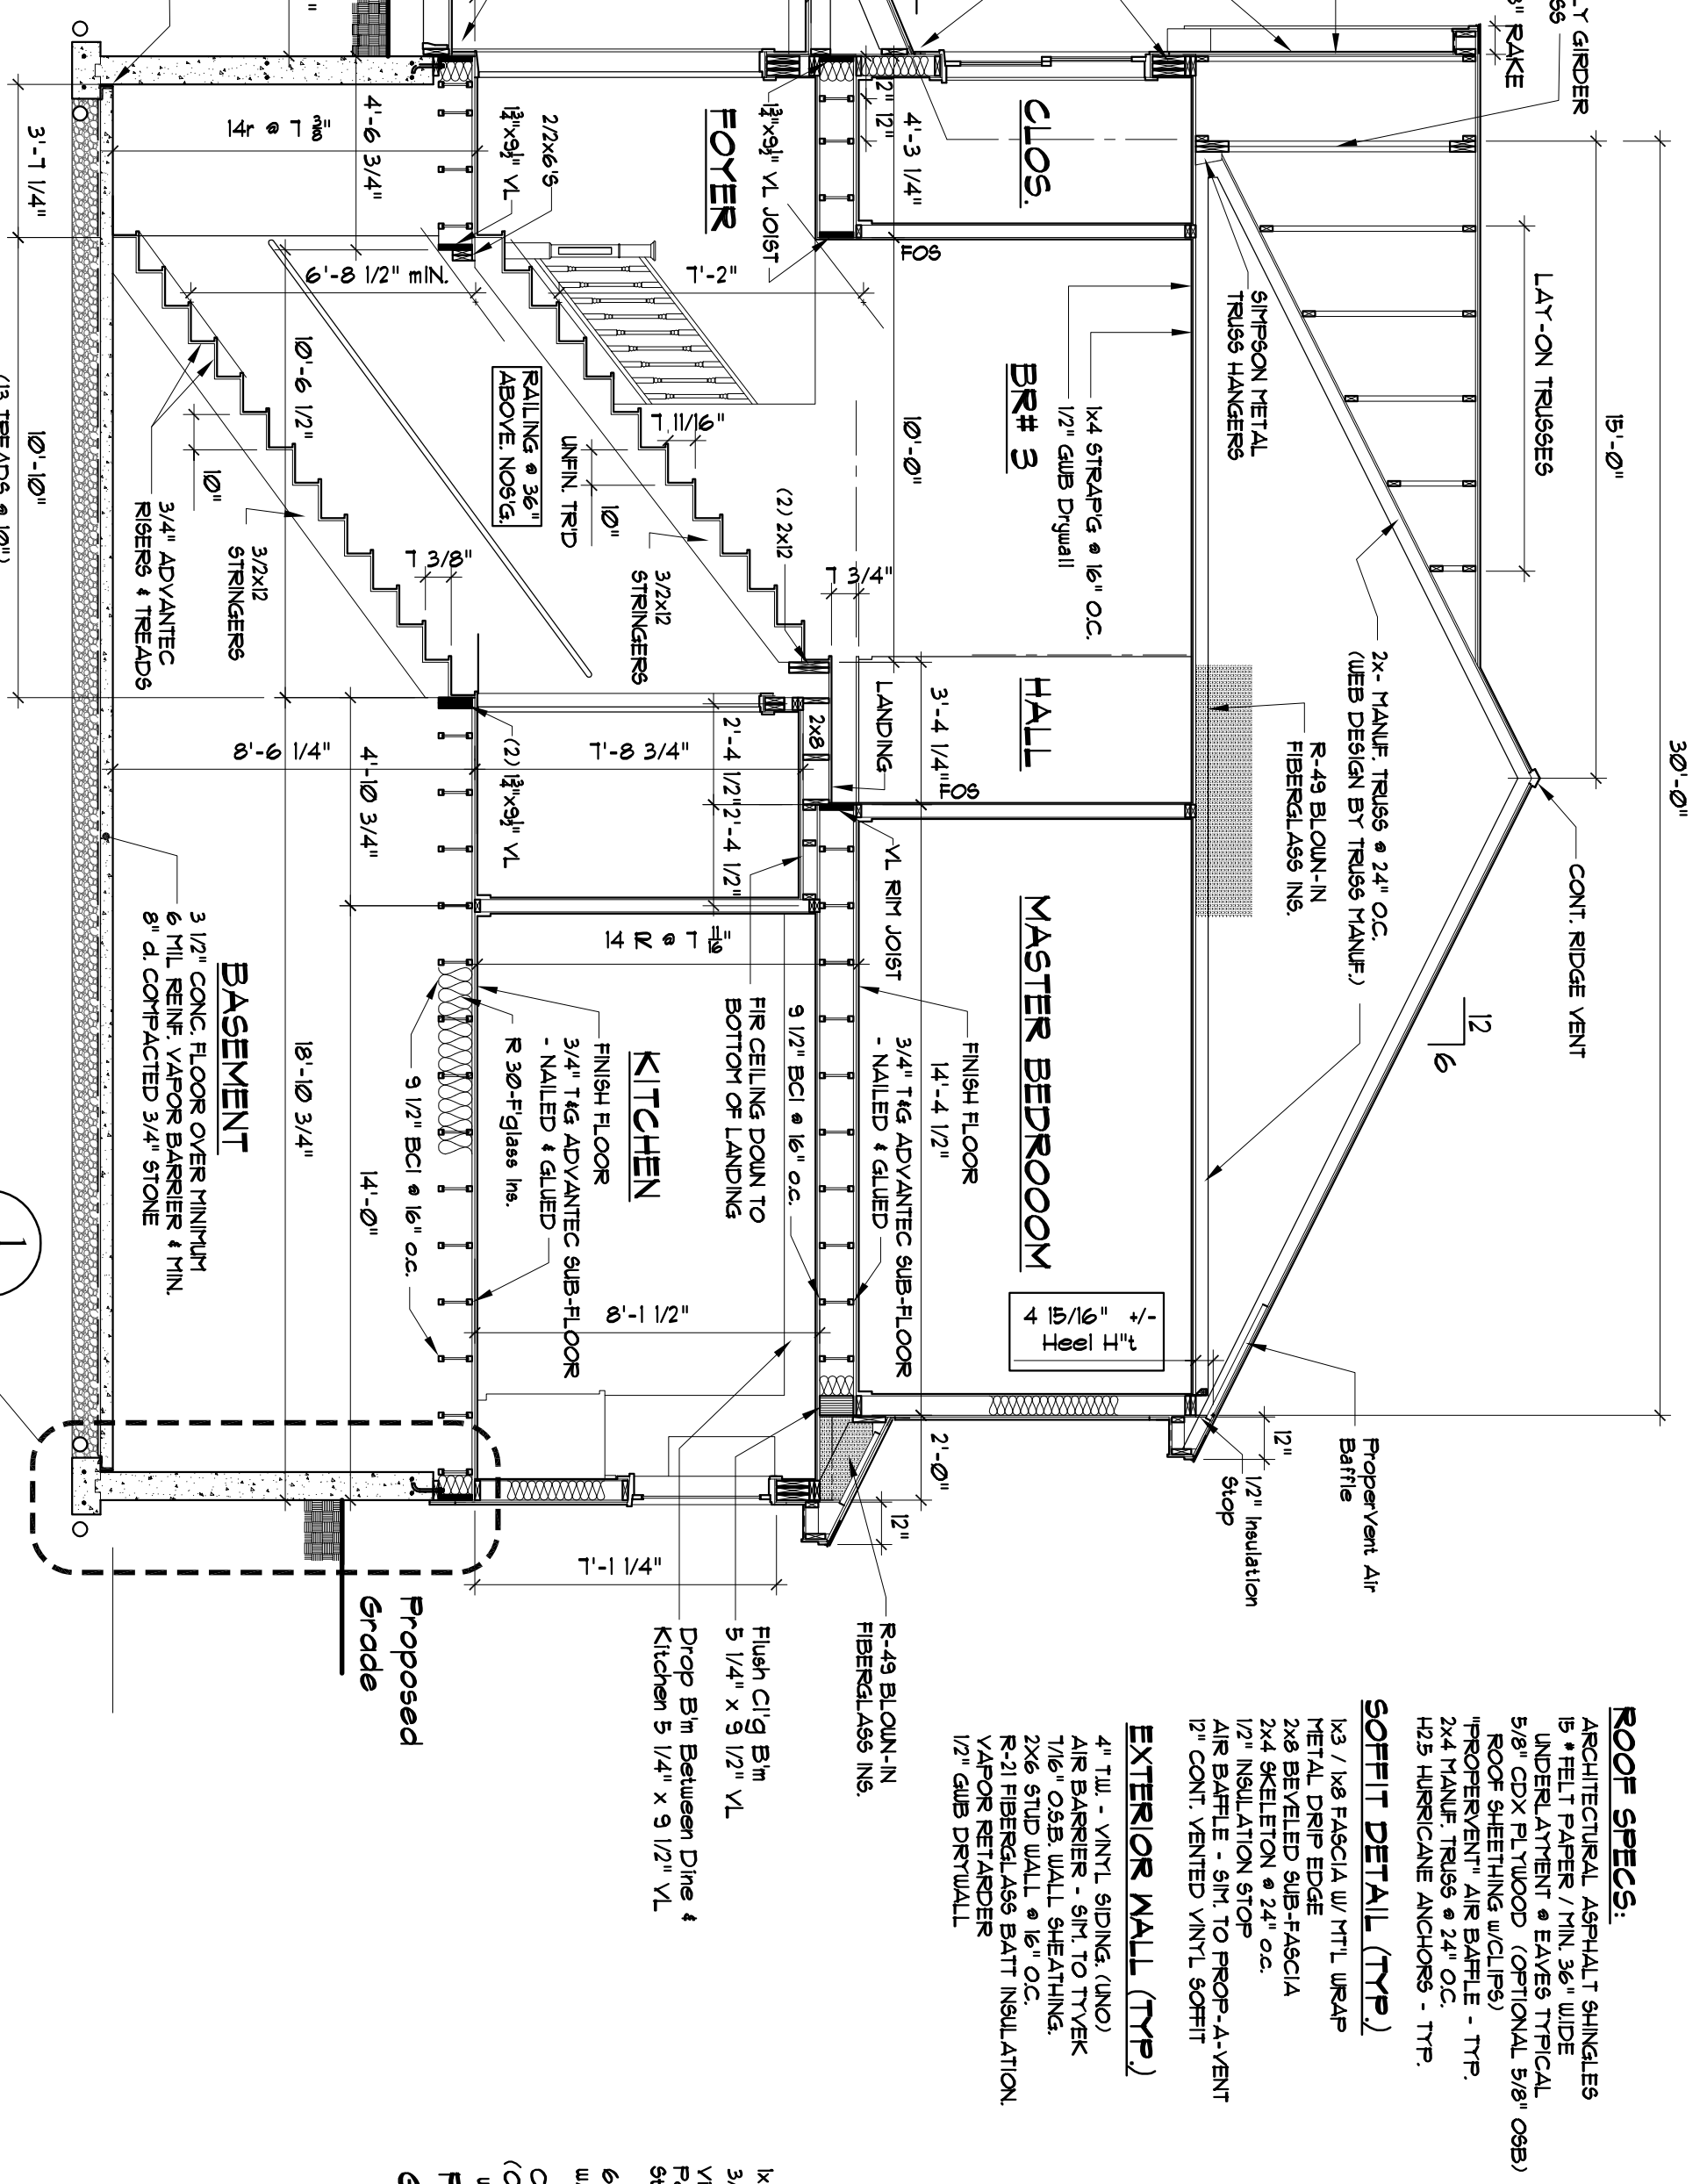 30'-0"
15'-0"
LAY-ON TRUSSES
LY GIRDER
SS
8" RAKE
CONT. RIDGE VENT
12
6
SIMPSON METAL
TRUSS HANGERS
2x- MANUF. TRUSS @ 24" O.C.
(WEB DESIGN BY TRUSS MANUF.)
R-49 BLOWN-IN
FIBERGLASS INS.
ProperVent Air
Baffle
1/2" Insulation
Stop
12"
1x4 STRAP'G @ 16" O.C.
1/2" GWB Drywall
CLOS.
BR# 3
HALL
MASTER BEDROOOM
4 15/16" +/-
Heel H"t
4'-3 1/4"
10'-0"
3'-4 1/4"
14'-4 1/2"
2'-0"
2"
12"
FOS
FOS
7 3/4"
LANDING
VL RIM JOIST
FINISH FLOOR
3/4" T&G ADVANTEC SUB-FLOOR
- NAILED & GLUED
12"
R-49 BLOWN-IN
FIBERGLASS INS.
1 3/4"x9 1/2" VL JOIST
FOYER
7'-2"
(2) 2x12
2x8
9 1/2" BCI @ 16" o.c.
FIR CEILING DOWN TO
BOTTOM OF LANDING
7 11/16"
2'-4 1/2"
2'-4 1/2"
14 R @ 7 11/16"
3/2x12
STRINGERS
7'-8 3/4"
8'-1 1/2"
KITCHEN
Flush Cl'g B'm
5 1/4" x 9 1/2" VL
Drop B'm Between Dine &
Kitchen 5 1/4" x 9 1/2" VL
10"
UNFIN. TR'D
RAILING @ 36"
ABOVE. NOS'G.
2/2x6'S
1 3/4"x9 1/2" VL
(2) 1 3/4"x9 1/2" VL
FINISH FLOOR
3/4" T&G ADVANTEC SUB-FLOOR
- NAILED & GLUED
R 30-F'glass Ins.
9 1/2" BCI @ 16" o.c.
7'-1 1/4"
4'-6 3/4"
6'-8 1/2" mIN.
7 3/8"
4'-10 3/4"
14'-0"
Proposed
Grade
10'-6 1/2"
18'-10 3/4"
14r @ 7 3/8"
8'-6 1/4"
10"
3/2x12
STRINGERS
3/4" ADVANTEC
RISERS & TREADS
BASEMENT
3 1/2" CONC. FLOOR OVER MINIMUM
6 MIL REINF. VAPOR BARRIER & MIN.
8" d. COMPACTED 3/4" STONE
3'-7 1/4"
10'-10"
(13 TREADS @ 10")
1
ROOF SPECS:
ARCHITECTURAL ASPHALT SHINGLES
15 # FELT PAPER / MIN. 36" WIDE
UNDERLAYMENT @ EAVES TYPICAL
5/8" CDX PLYWOOD (OPTIONAL 5/8" OSB)
ROOF SHEETHING w/CLIPS)
"PROPERVENT" AIR BAFFLE - TYP.
2x4 MANUF. TRUSS @ 24" O.C.
H2.5 HURRICANE ANCHORS - TYP.
SOFFIT DETAIL (TYP.)
1x3 / 1x8 FASCIA W/ MT'L WRAP
METAL DRIP EDGE
2x8 BEVELED SUB-FASCIA
2x4 SKELETON @ 24" o.c.
1/2" INSULATION STOP
AIR BAFFLE - SIM. TO PROP-A-VENT
12" CONT. VENTED VINYL SOFFIT
EXTERIOR WALL (TYP.)
4" T.W. - VINYL SIDING. (UNO)
AIR BARRIER - SIM. TO TYVEK
7/16" O.S.B. WALL SHEATHING.
2X6 STUD WALL @ 16" O.C.
R-21 FIBERGLASS BATT INSULATION.
VAPOR RETARDER
1/2" GWB DRYWALL